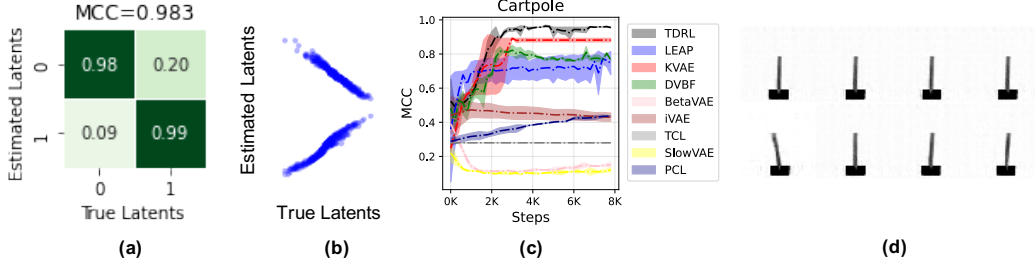 MCC=0.983
Estimated Latents
0
1
0.98 0.20
0.09 0.99
0 1
True Latents
(a)
Estimated Latents
True Latents
(b)
Cartpole
MCC
1.0
0.8
0.6
0.4
0.2
0K 2K 4K 6K 8K
Steps
TDRL
LEAP
KVAE
DVBF
BetaVAE
iVAE
TCL
SlowVAE
PCL
(c)
(d)